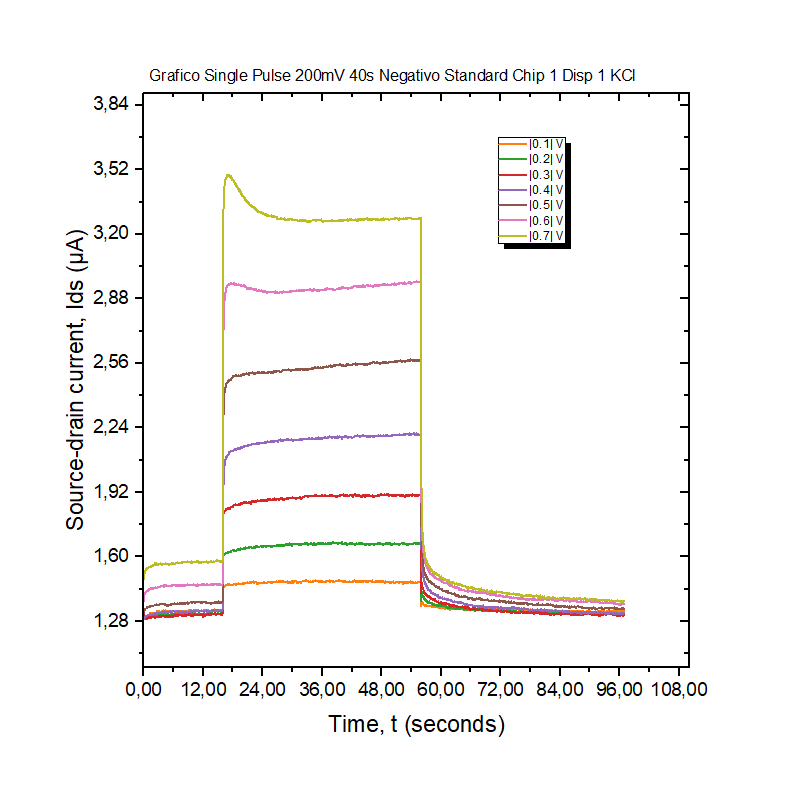 Grafico Single Pulse 200mV 40s Negativo Standard Chip 1 Disp 1 KCl
3,84
3,52
3,20
2,88
2,56
2,24
1,92
1,60
1,28
Source-drain current, Ids (µA)
|0.1| V
|0.2| V
|0.3| V
|0.4| V
|0.5| V
|0.6| V
|0.7| V
0,00 12,00 24,00 36,00 48,00 60,00 72,00 84,00 96,00 108,00
Time, t (seconds)